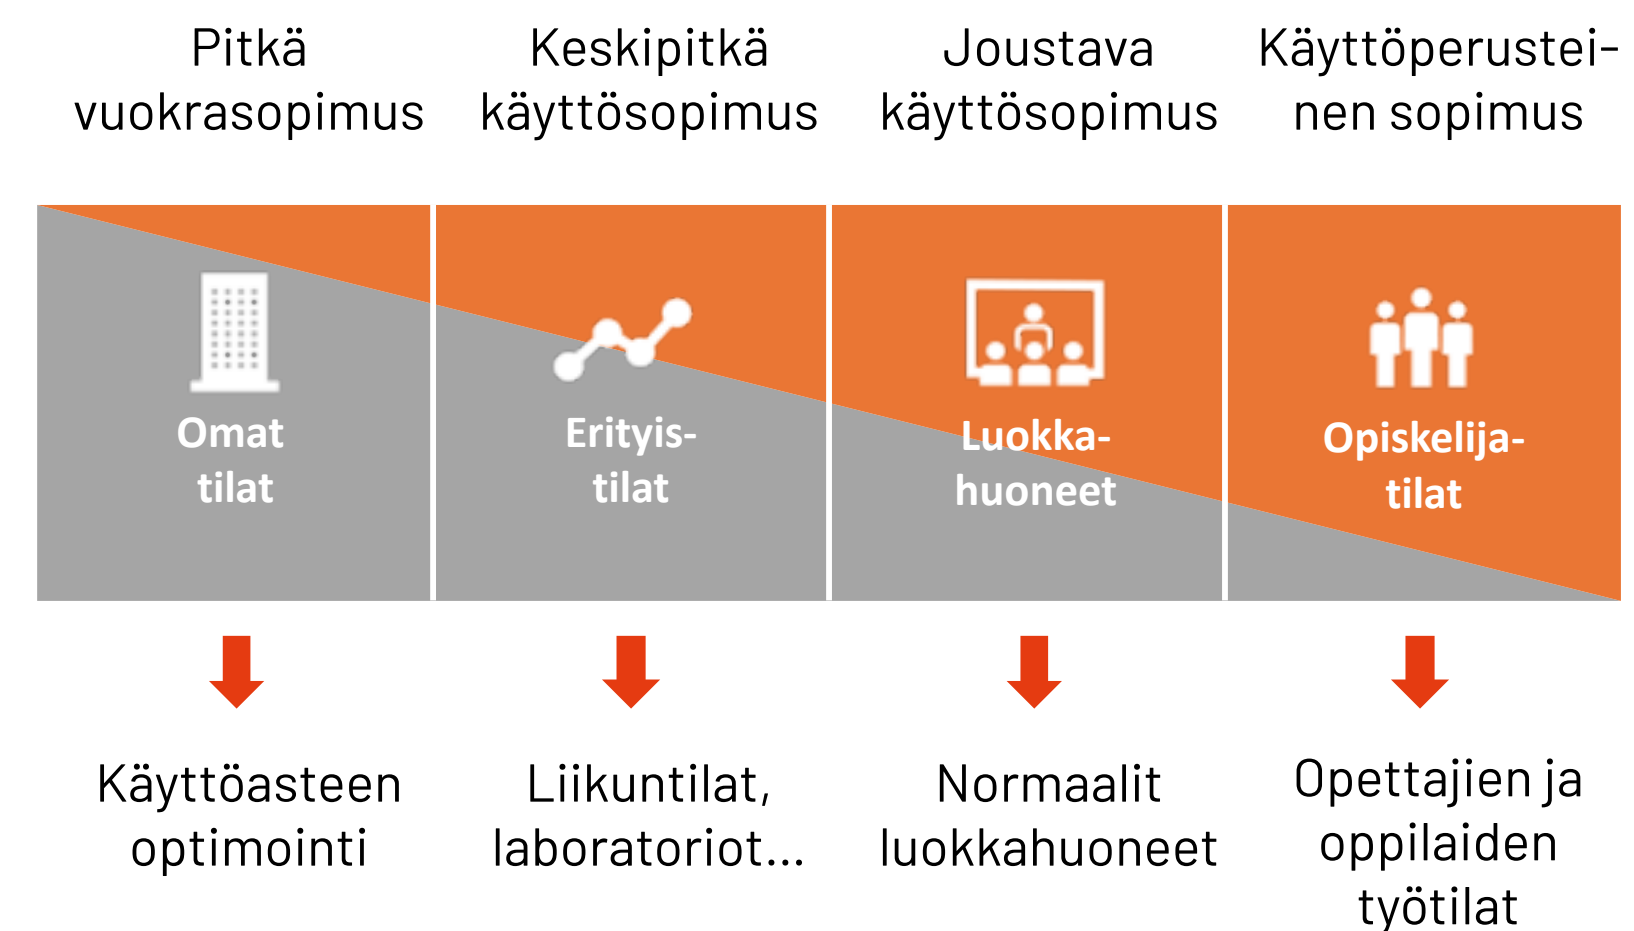 Pitkä
vuokrasopimus
Keskipitkä
käyttösopimus
Joustava
käyttösopimus
Käyttöperustei-
nen sopimus
Omat
tilat
Erityis-
tilat
Luokka-
huoneet
Opiskelija-
tilat
Käyttöasteen
optimointi
Liikuntilat,
laboratoriot...
Normaalit
luokkahuoneet
Opettajien ja
oppilaiden
työtilat